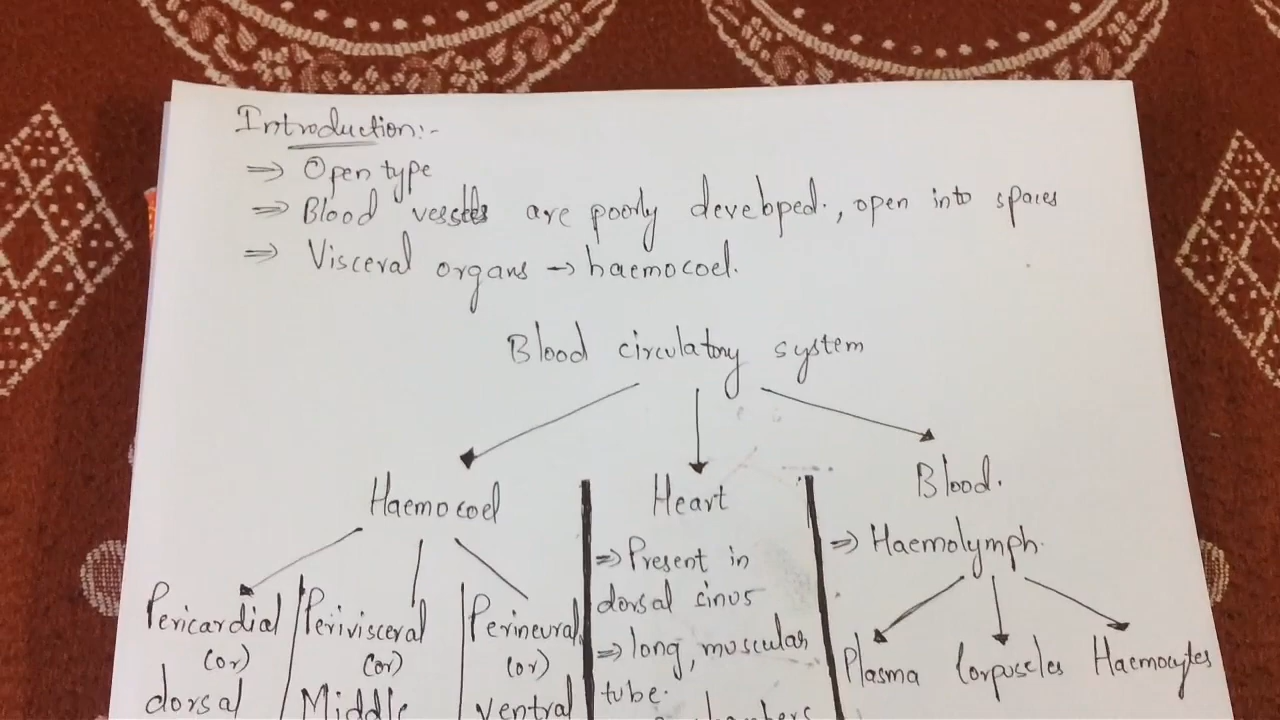 Introduction:-
⇒ Open type
⇒ Blood vessels are poorly developed., open into spaces
⇒ Visceral organs → haemocoel.
Blood circulatory system
Haemocoel
Pericardial
(or)
dorsal
Perivisceral
(or)
Middle
Perineural
(or)
ventral
Heart
⇒ Present in
dorsal sinus
⇒ long, muscular
tube.
chambers
Blood.
⇒ Haemolymph.
Plasma Corpuscles Haemocytes